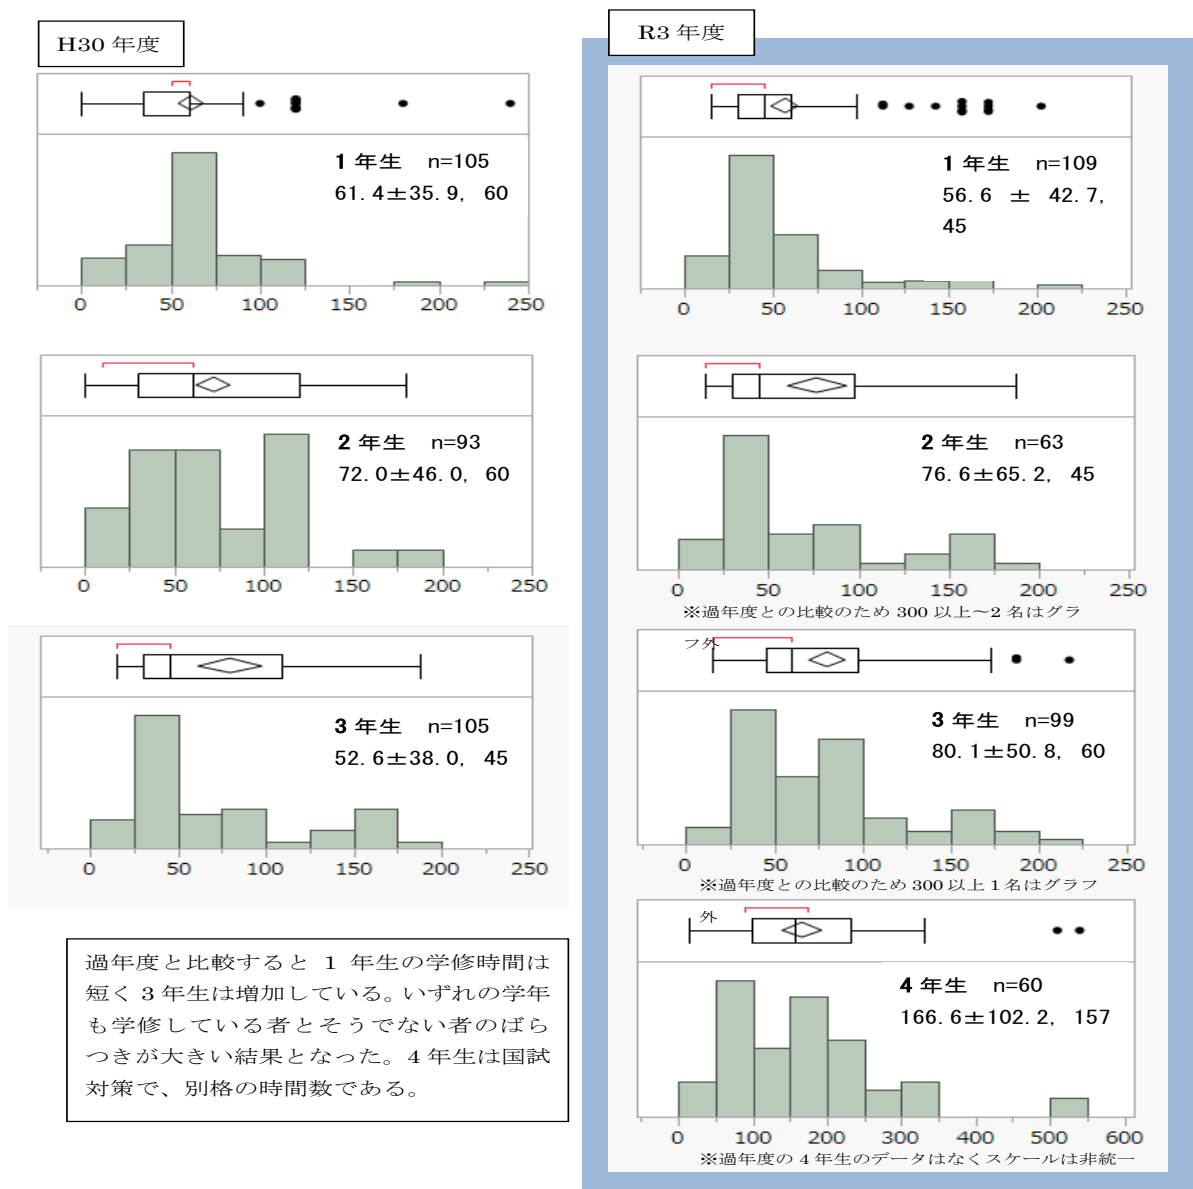 H30 年度
1 年生 n=105
61.4±35.9, 60
0 50 100 150 200 250
2 年生 n=93
72.0±46.0, 60
0 50 100 150 200 250
3 年生 n=105
52.6±38.0, 45
0 50 100 150 200 250
過年度と比較すると 1 年生の学修時間は
短く 3 年生は増加している。いずれの学年
も学修している者とそうでない者のばら
つきが大きい結果となった。4 年生は国試
対策で、別格の時間数である。
R3 年度
1 年生 n=109
56.6 ± 42.7,
45
0 50 100 150 200 250
2 年生 n=63
76.6±65.2, 45
0 50 100 150 200 250
※過年度との比較のため 300 以上～2 名はグラ
フ外
3 年生 n=99
80.1±50.8, 60
0 50 100 150 200 250
※過年度との比較のため 300 以上 1 名はグラフ
外
4 年生 n=60
166.6±102.2, 157
0 100 200 300 400 500 600
※過年度の 4 年生のデータはなくスケールは非統一